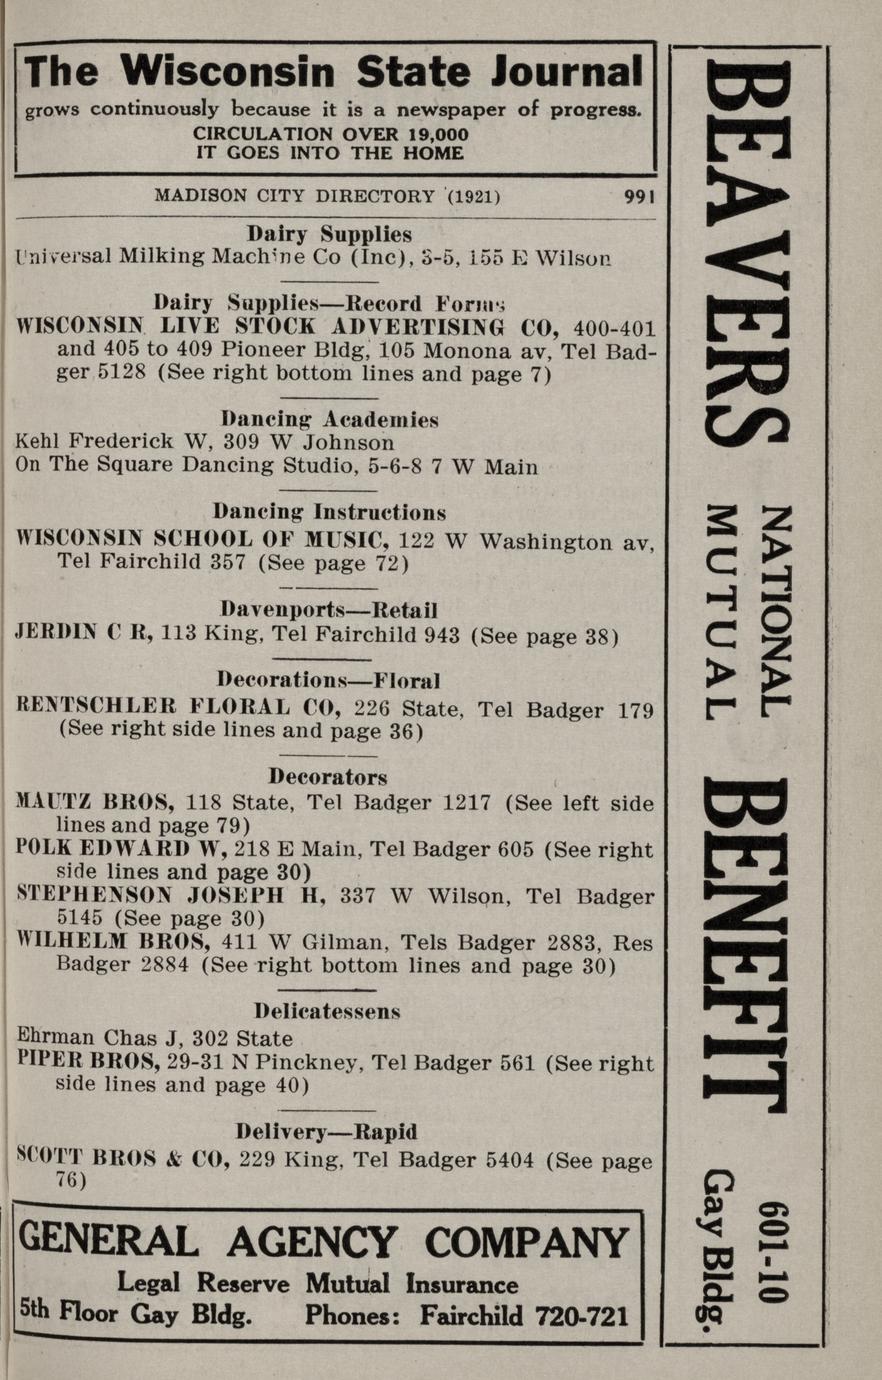 The Wisconsin State Journal
grows continuously because it is a newspaper of progress.
CIRCULATION OVER 19,000
IT GOES INTO THE HOME
MADISON CITY DIRECTORY (1921) 991
Dairy Supplies
Universal Milking Machine Co (Inc), 3-5, 155 E Wilson
Dairy Supplies—Record Forms
WISCONSIN LIVE STOCK ADVERTISING CO, 400-401
and 405 to 409 Pioneer Bldg, 105 Monona av, Tel Bad-
ger 5128 (See right bottom lines and page 7)
Dancing Academies
Kehl Frederick W, 309 W Johnson
On The Square Dancing Studio, 5-6-8 7 W Main
Dancing Instructions
WISCONSIN SCHOOL OF MUSIC, 122 W Washington av,
Tel Fairchild 357 (See page 72)
Davenports—Retail
JERDIN C R, 113 King, Tel Fairchild 943 (See page 38)
Decorations—Floral
RENTSCHLER FLORAL CO, 226 State, Tel Badger 179
(See right side lines and page 36)
Decorators
MAUTZ BROS, 118 State, Tel Badger 1217 (See left side
lines and page 79)
POLK EDWARD W, 218 E Main, Tel Badger 605 (See right
side lines and page 30)
STEPHENSON JOSEPH H, 337 W Wilson, Tel Badger
5145 (See page 30)
WILHELM BROS, 411 W Gilman, Tels Badger 2883, Res
Badger 2884 (See right bottom lines and page 30)
Delicatessens
Ehrman Chas J, 302 State
PIPER BROS, 29-31 N Pinckney, Tel Badger 561 (See right
side lines and page 40)
Delivery—Rapid
SCOTT BROS & CO, 229 King, Tel Badger 5404 (See page
76)
GENERAL AGENCY COMPANY
Legal Reserve Mutual Insurance
5th Floor Gay Bldg. Phones: Fairchild 720-721
BEAVERS
NATIONAL
MUTUAL
BENEFIT
601-10
Gay Bldg.